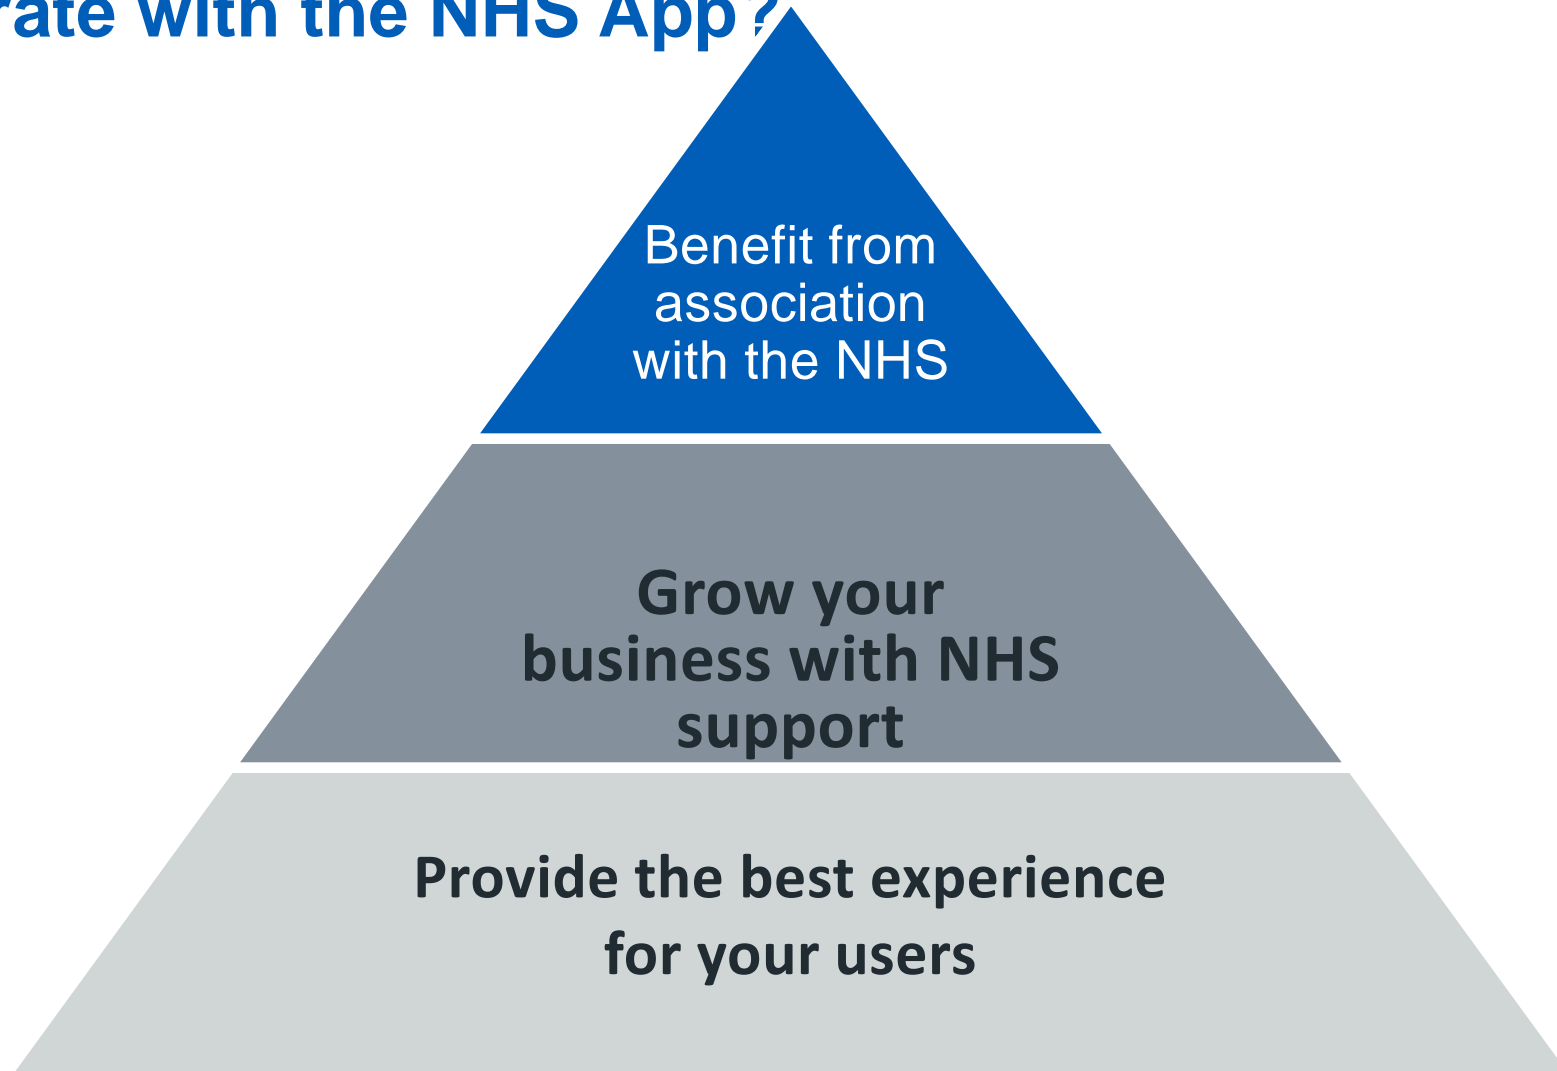 rate with the NHS App?
Benefit from
association
with the NHS
Grow your
business with NHS
support
Provide the best experience
for your users